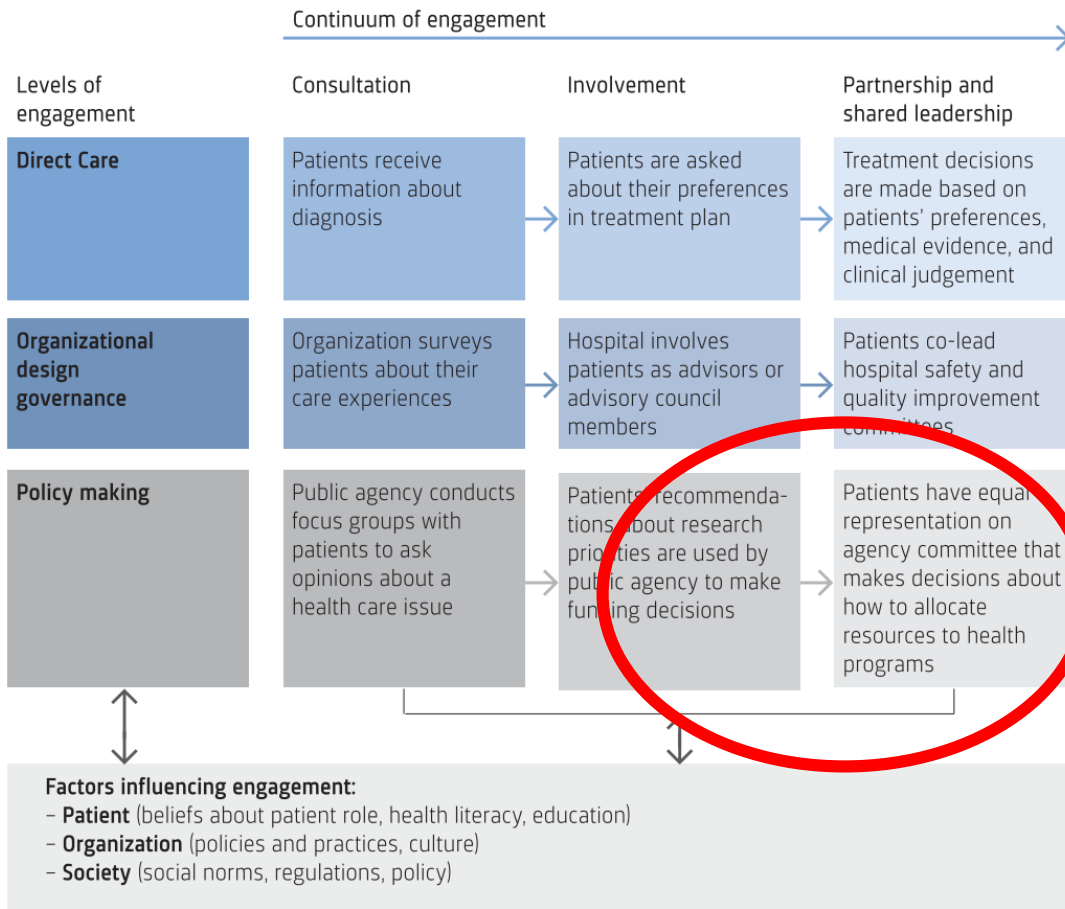 Continuum of engagement
Levels of
engagement
Consultation
Involvement
Partnership and
shared leadership
Direct Care
Patients receive
information about
diagnosis
Patients are asked
about their preferences
in treatment plan
Treatment decisions
are made based on
patients’ preferences,
medical evidence, and
clinical judgement
Organizational
design
governance
Organization surveys
patients about their
care experiences
Hospital involves
patients as advisors or
advisory council
members
Patients co-lead
hospital safety and
quality improvement
committees
Policy making
Public agency conducts
focus groups with
patients to ask
opinions about a
health care issue
Patients’ recommenda-
tions about research
priorities are used by
public agency to make
funding decisions
Patients have equal
representation on
agency committee that
makes decisions about
how to allocate
resources to health
programs
Factors influencing engagement:
– Patient (beliefs about patient role, health literacy, education)
– Organization (policies and practices, culture)
– Society (social norms, regulations, policy)